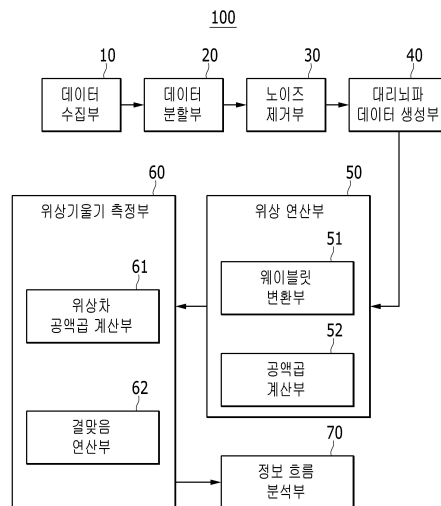 100
10
데이터
수집부
20
데이터
분할부
30
노이즈
제거부
40
대리뇌파
데이터 생성부
60
위상기울기 측정부
61
위상차
공액곱 계산부
62
결맞음
연산부
50
위상 연산부
51
웨이블릿
변환부
52
공액곱
계산부
70
정보 흐름
분석부